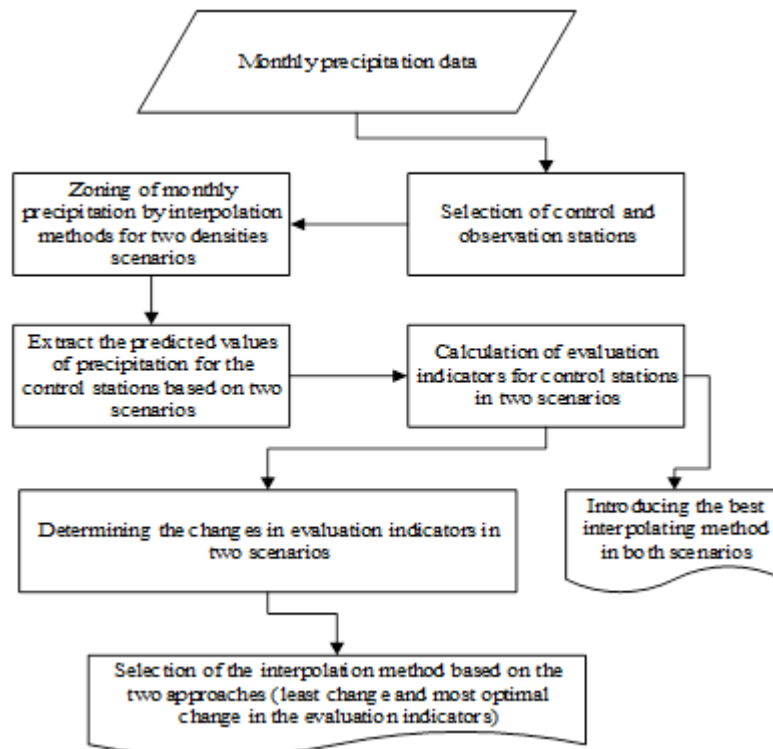 Monthly precipitation data
Zoning of monthly
precipitation by interpolation
methods for two densities
scenarios
Selection of control and
observation stations
Extract the predicted values
of precipitation for the
control stations based on two
scenarios
Calculation of evaluation
indicators for control stations
in two scenarios
Determining the changes in evaluation indicators in
two scenarios
Introducing the best
interpolating method
in both scenarios
Selection of the interpolation method based on the
two approaches (least change and most optimal
change in the evaluation indicators)